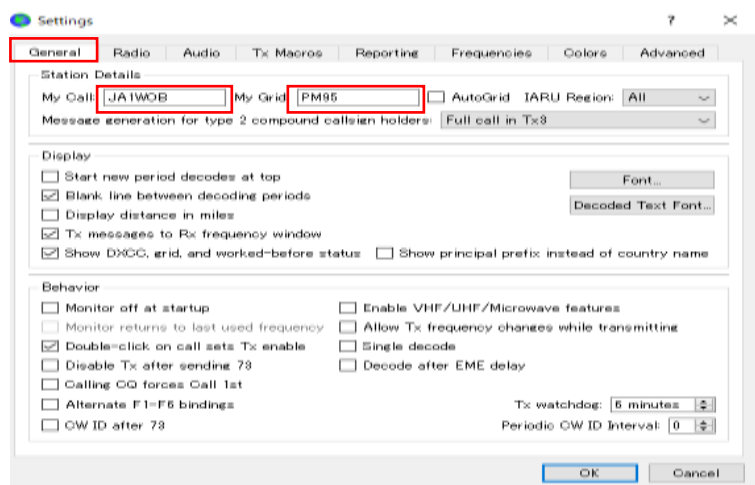 Settings ? ×
General Radio Audio Tx Macros Reporting Frequencies Colors Advanced
Station Details
My Call: JA1WOB My Grid: PM95 AutoGrid IARU Region: All
Message generation for type 2 compound callsign holders: Full call in Tx3
Display
Start new period decodes at top
Font...
Blank line between decoding periods
Decoded Text Font...
Display distance in miles
Tx messages to Rx frequency window
Show DXCC, grid, and worked-before status Show principal prefix instead of country name
Behavior
Monitor off at startup Enable VHF/UHF/Microwave features
Monitor returns to last used frequency Allow Tx frequency changes while transmitting
Double-click on call sets Tx enable Single decode
Disable Tx after sending 73 Decode after EME delay
Calling CQ forces Call 1st
Alternate F1-F6 bindings Tx watchdog: 6 minutes
CW ID after 73 Periodic CW ID Interval: 0
OK Cancel